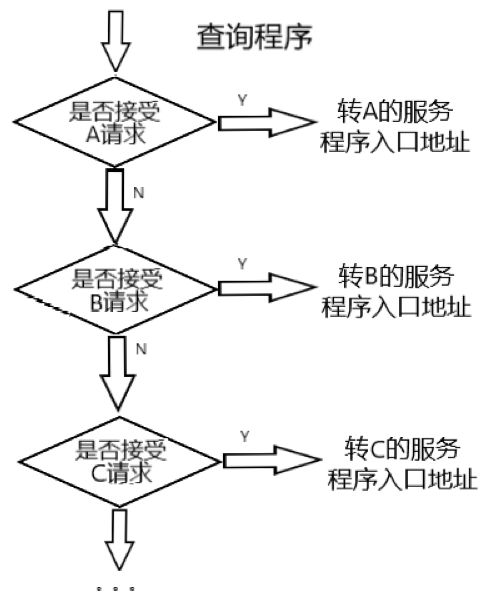 查询程序
是否接受
A请求
Y
转A的服务
程序入口地址
N
是否接受
B请求
Y
转B的服务
程序入口地址
N
是否接受
C请求
Y
转C的服务
程序入口地址
。。。